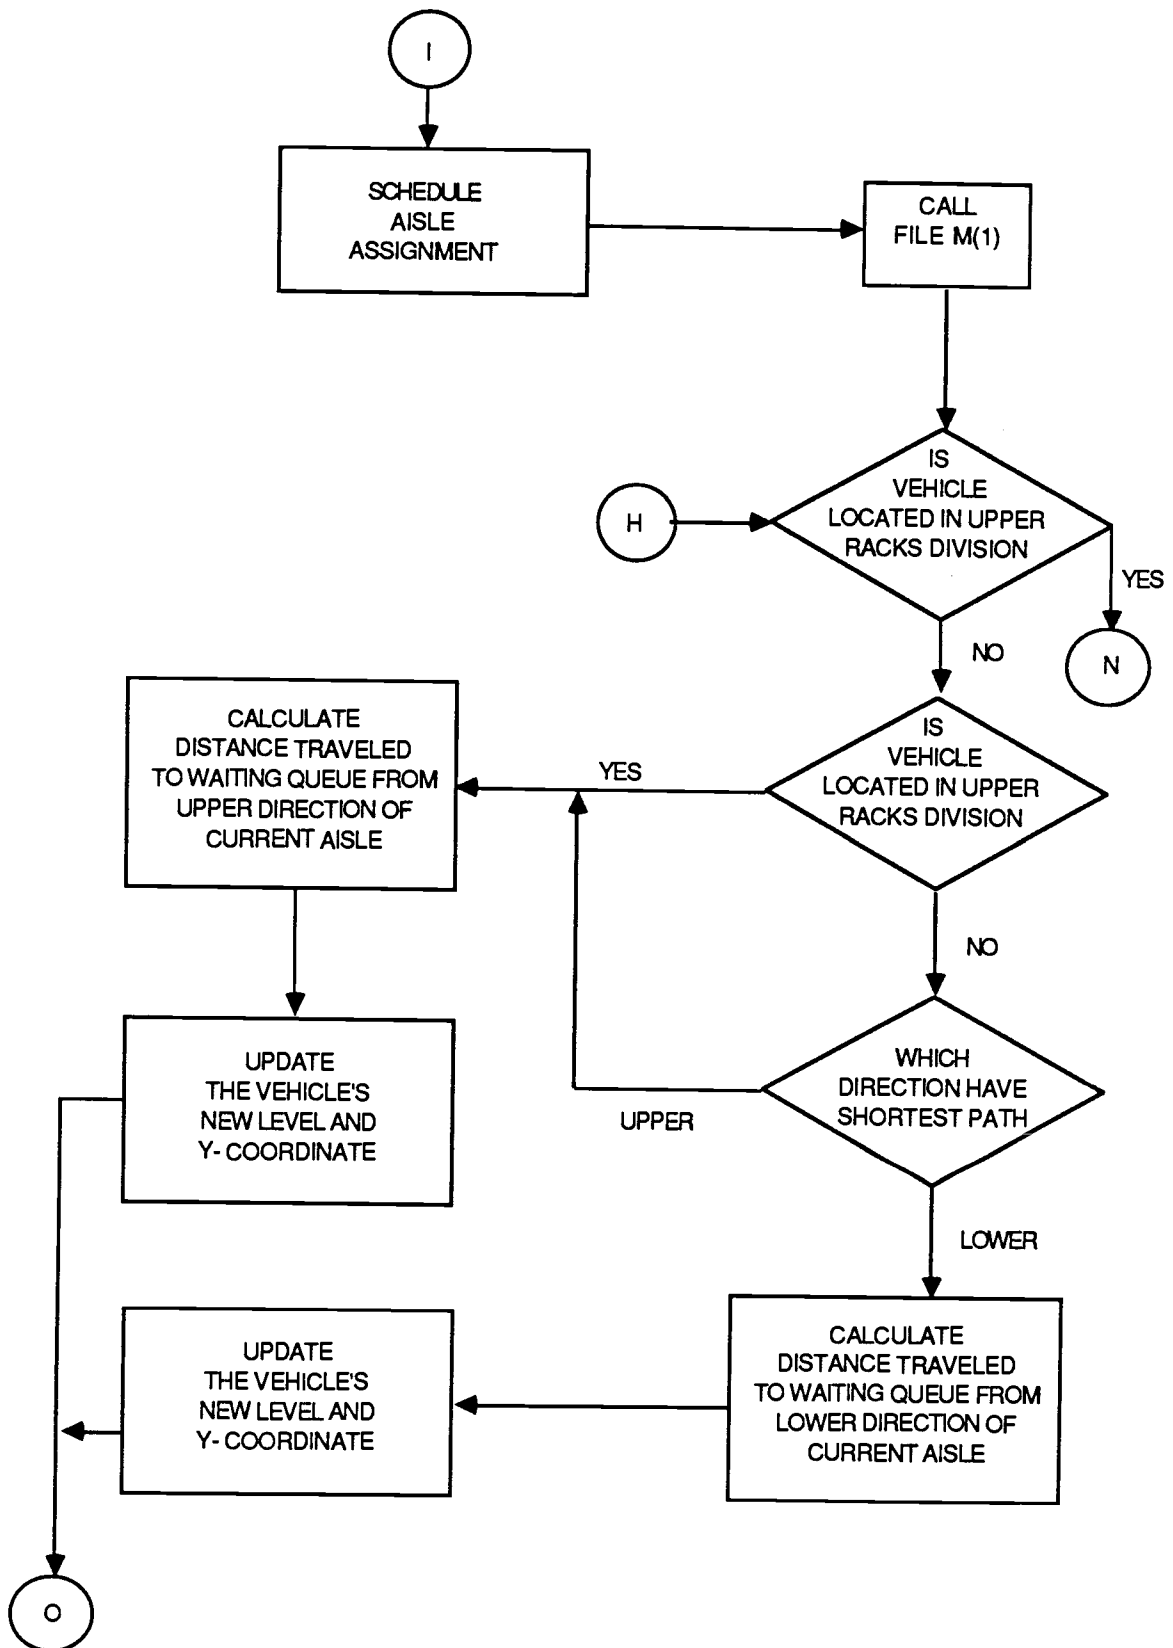 I
SCHEDULE
AISLE
ASSIGNMENT
CALL
FILE M(1)
IS
VEHICLE
LOCATED IN UPPER
RACKS DIVISION
H
YES
N
NO
IS
VEHICLE
LOCATED IN UPPER
RACKS DIVISION
YES
CALCULATE
DISTANCE TRAVELED
TO WAITING QUEUE FROM
UPPER DIRECTION OF
CURRENT AISLE
NO
WHICH
DIRECTION HAVE
SHORTEST PATH
UPPER
UPDATE
THE VEHICLE'S
NEW LEVEL AND
Y- COORDINATE
LOWER
CALCULATE
DISTANCE TRAVELED
TO WAITING QUEUE FROM
LOWER DIRECTION OF
CURRENT AISLE
UPDATE
THE VEHICLE'S
NEW LEVEL AND
Y- COORDINATE
O